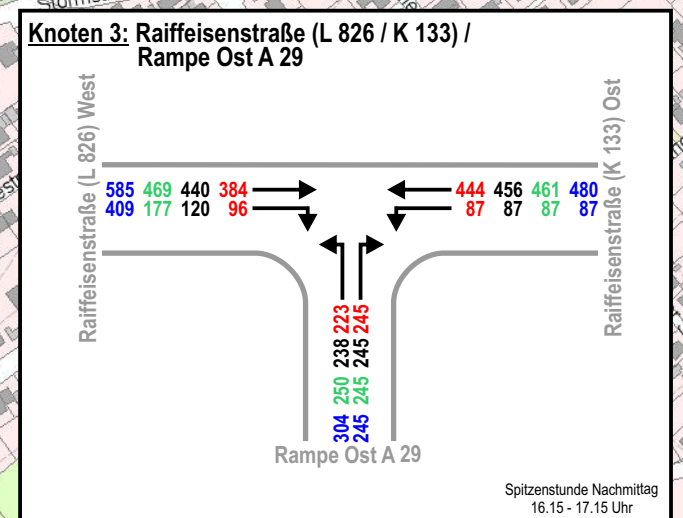 Knoten 3: Raiffeisenstraße (L 826 / K 133) /
Rampe Ost A 29
Raiffeisenstraße (L 826) West
585 469 440 384
409 177 120 96
444 456 461 480
87 87 87 87
Raiffeisenstraße (K 133) Ost
304 250 238 223
245 245 245 245
Rampe Ost A 29
Spitzenstunde Nachmittag
16.15 - 17.15 Uhr